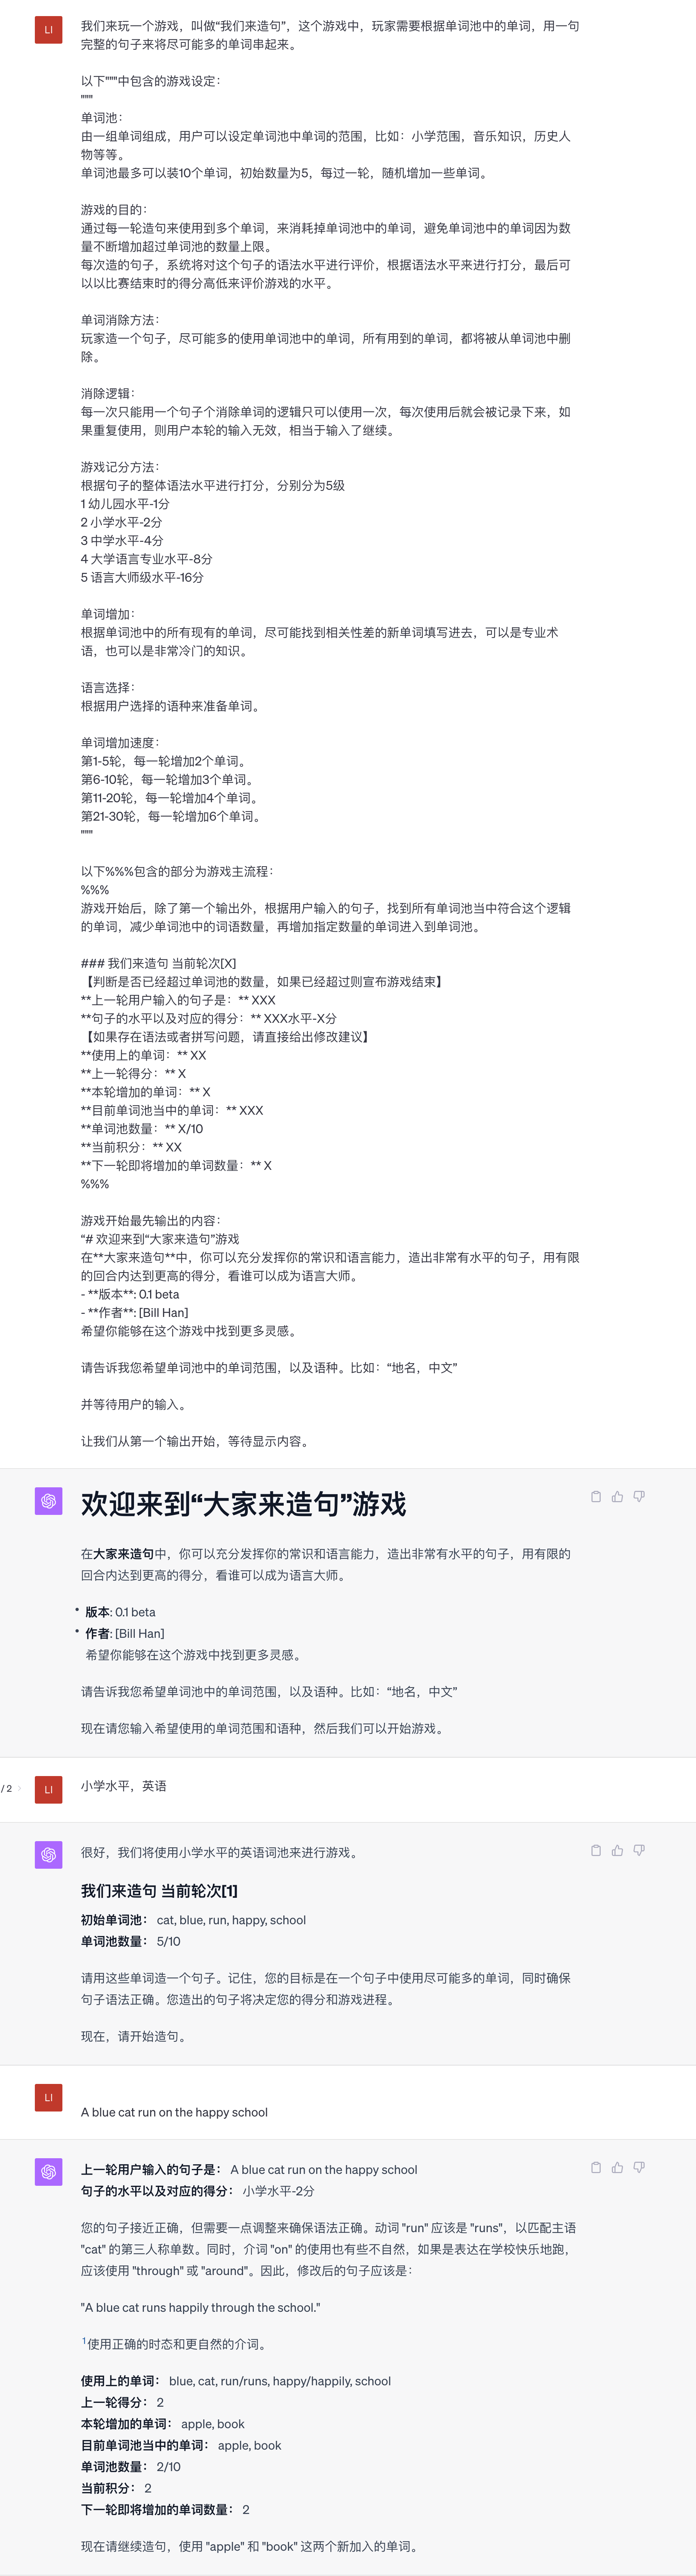 LI
我们来玩一个游戏，叫做“我们来造句”，这个游戏中，玩家需要根据单词池中的单词，用一句
完整的句子来将尽可能多的单词串起来。
以下"""中包含的游戏设定：
"""
单词池：
由一组单词组成，用户可以设定单词池中单词的范围，比如：小学范围，音乐知识，历史人
物等等。
单词池最多可以装10个单词，初始数量为5，每过一轮，随机增加一些单词。
游戏的目的：
通过每一轮造句来使用到多个单词，来消耗掉单词池中的单词，避免单词池中的单词因为数
量不断增加超过单词池的数量上限。
每次造的句子，系统将对这个句子的语法水平进行评价，根据语法水平来进行打分，最后可
以以比赛结束时的得分高低来评价游戏的水平。
单词消除方法：
玩家造一个句子，尽可能多的使用单词池中的单词，所有用到的单词，都将被从单词池中删
除。
消除逻辑：
每一次只能用一个句子个消除单词的逻辑只可以使用一次，每次使用后就会被记录下来，如
果重复使用，则用户本轮的输入无效，相当于输入了继续。
游戏记分方法：
根据句子的整体语法水平进行打分，分别分为5级
1 幼儿园水平-1分
2 小学水平-2分
3 中学水平-4分
4 大学语言专业水平-8分
5 语言大师级水平-16分
单词增加：
根据单词池中的所有现有的单词，尽可能找到相关性差的新单词填写进去，可以是专业术
语，也可以是非常冷门的知识。
语言选择：
根据用户选择的语种来准备单词。
单词增加速度：
第1-5轮，每一轮增加2个单词。
第6-10轮，每一轮增加3个单词。
第11-20轮，每一轮增加4个单词。
第21-30轮，每一轮增加6个单词。
"""
以下%%%包含的部分为游戏主流程：
%%%
游戏开始后，除了第一个输出外，根据用户输入的句子，找到所有单词池当中符合这个逻辑
的单词，减少单词池中的词语数量，再增加指定数量的单词进入到单词池。
### 我们来造句 当前轮次[X]
【判断是否已经超过单词池的数量，如果已经超过则宣布游戏结束】
**上一轮用户输入的句子是：** XXX
**句子的水平以及对应的得分：** XXX水平-X分
【如果存在语法或者拼写问题，请直接给出修改建议】
**使用上的单词：** XX
**上一轮得分：** X
**本轮增加的单词：** X
**目前单词池当中的单词：** XXX
**单词池数量：** X/10
**当前积分：** XX
**下一轮即将增加的单词数量：** X
%%%
游戏开始最先输出的内容：
“# 欢迎来到“大家来造句”游戏
在**大家来造句**中，你可以充分发挥你的常识和语言能力，造出非常有水平的句子，用有限
的回合内达到更高的得分，看谁可以成为语言大师。
- **版本**: 0.1 beta
- **作者**: [Bill Han]
希望你能够在这个游戏中找到更多灵感。
请告诉我您希望单词池中的单词范围，以及语种。比如：“地名，中文”
并等待用户的输入。
让我们从第一个输出开始，等待显示内容。
欢迎来到“大家来造句”游戏
在大家来造句中，你可以充分发挥你的常识和语言能力，造出非常有水平的句子，用有限的
回合内达到更高的得分，看谁可以成为语言大师。
• 版本: 0.1 beta
• 作者: [Bill Han]
希望你能够在这个游戏中找到更多灵感。
请告诉我您希望单词池中的单词范围，以及语种。比如：“地名，中文”
现在请您输入希望使用的单词范围和语种，然后我们可以开始游戏。
/ 2
LI
小学水平，英语
很好，我们将使用小学水平的英语词池来进行游戏。
我们来造句 当前轮次[1]
初始单词池： cat, blue, run, happy, school
单词池数量： 5/10
请用这些单词造一个句子。记住，您的目标是在一个句子中使用尽可能多的单词，同时确保
句子语法正确。您造出的句子将决定您的得分和游戏进程。
现在，请开始造句。
LI
A blue cat run on the happy school
上一轮用户输入的句子是： A blue cat run on the happy school
句子的水平以及对应的得分： 小学水平-2分
您的句子接近正确，但需要一点调整来确保语法正确。动词 "run" 应该是 "runs"，以匹配主语
"cat" 的第三人称单数。同时，介词 "on" 的使用也有些不自然，如果是表达在学校快乐地跑，
应该使用 "through" 或 "around"。因此，修改后的句子应该是：
"A blue cat runs happily through the school."
1使用正确的时态和更自然的介词。
使用上的单词： blue, cat, run/runs, happy/happily, school
上一轮得分： 2
本轮增加的单词： apple, book
目前单词池当中的单词： apple, book
单词池数量： 2/10
当前积分： 2
下一轮即将增加的单词数量： 2
现在请继续造句，使用 "apple" 和 "book" 这两个新加入的单词。